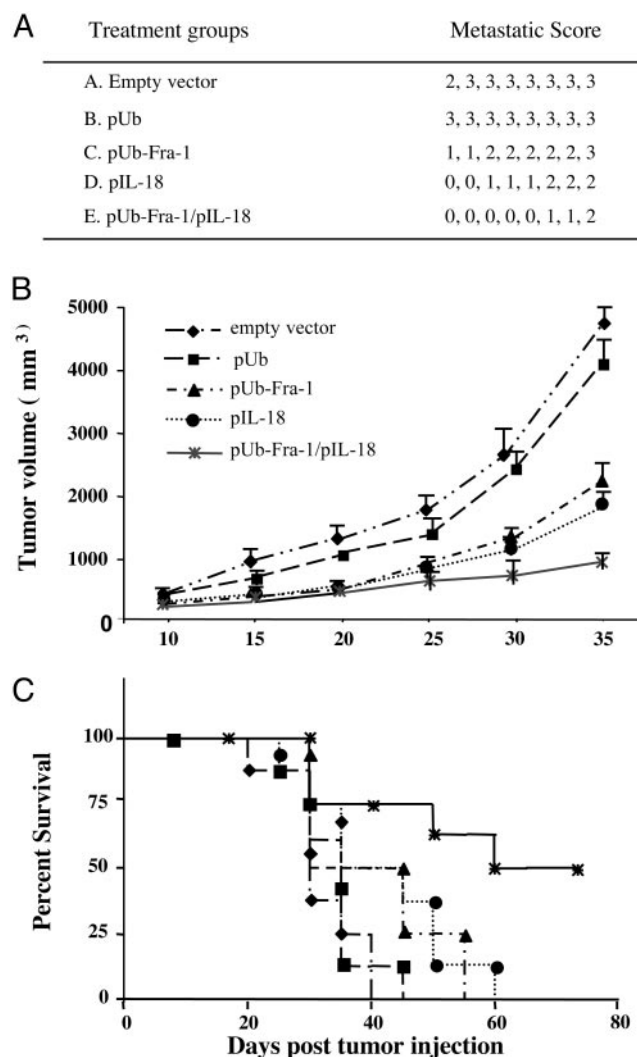 A
Treatment groups Metastatic Score
A. Empty vector 2, 3, 3, 3, 3, 3, 3, 3
B. pUb 3, 3, 3, 3, 3, 3, 3, 3
C. pUb-Fra-1 1, 1, 2, 2, 2, 2, 2, 3
D. pIL-18 0, 0, 1, 1, 1, 2, 2, 2
E. pUb-Fra-1/pIL-18 0, 0, 0, 0, 0, 1, 1, 2
B
Tumor volume ( mm 3 )
5000
4000
3000
2000
1000
0
empty vector
pUb
pUb-Fra-1
pIL-18
pUb-Fra-1/pIL-18
10 15 20 25 30 35
C
Percent Survival
100
75
50
25
0
0 20 40 60 80
Days post tumor injection